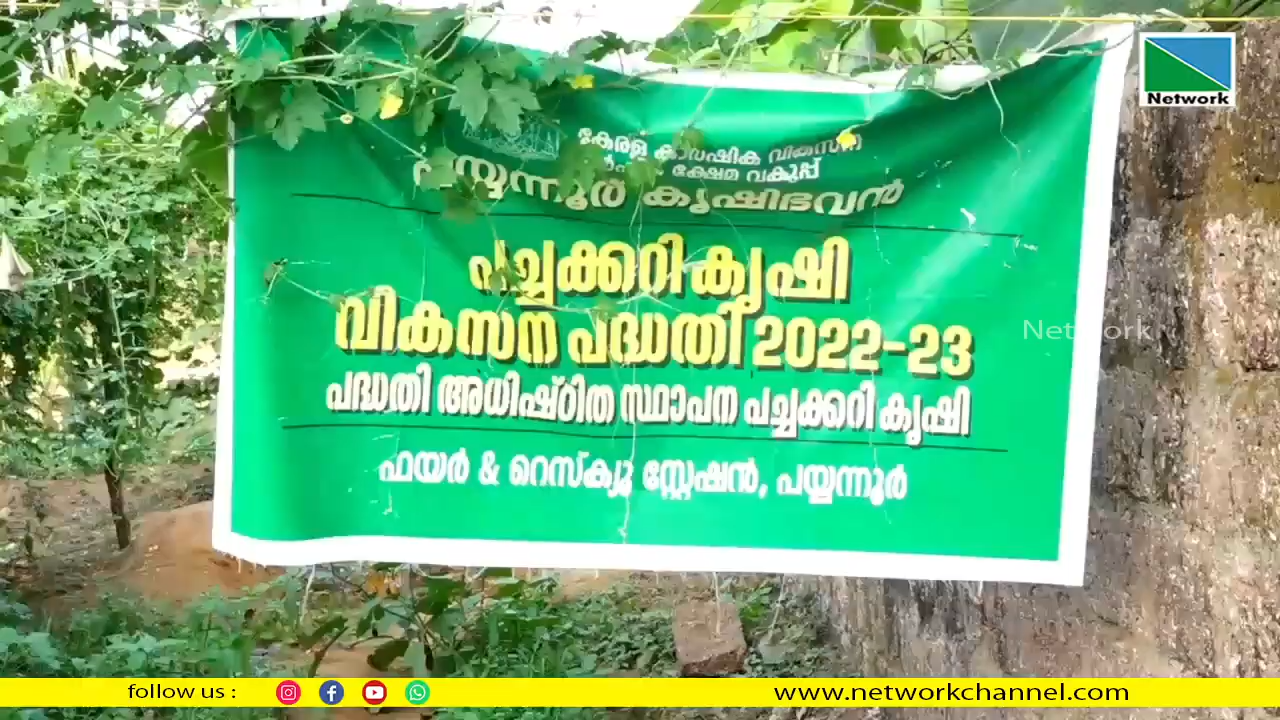 Network
കേരള കാർഷിക വികസന
ക്ഷേമ വകുപ്പ്
പയ്യന്നൂർ കൃഷിഭവൻ
പച്ചക്കറി കൃഷി
വികസന പദ്ധതി 2022-23
പദ്ധതി അധിഷ്ഠിത സ്ഥാപന പച്ചക്കറി കൃഷി
ഫയർ & റെസ്ക്യൂ സ്റ്റേഷൻ, പയ്യന്നൂർ
Network
follow us :
www.networkchannel.com